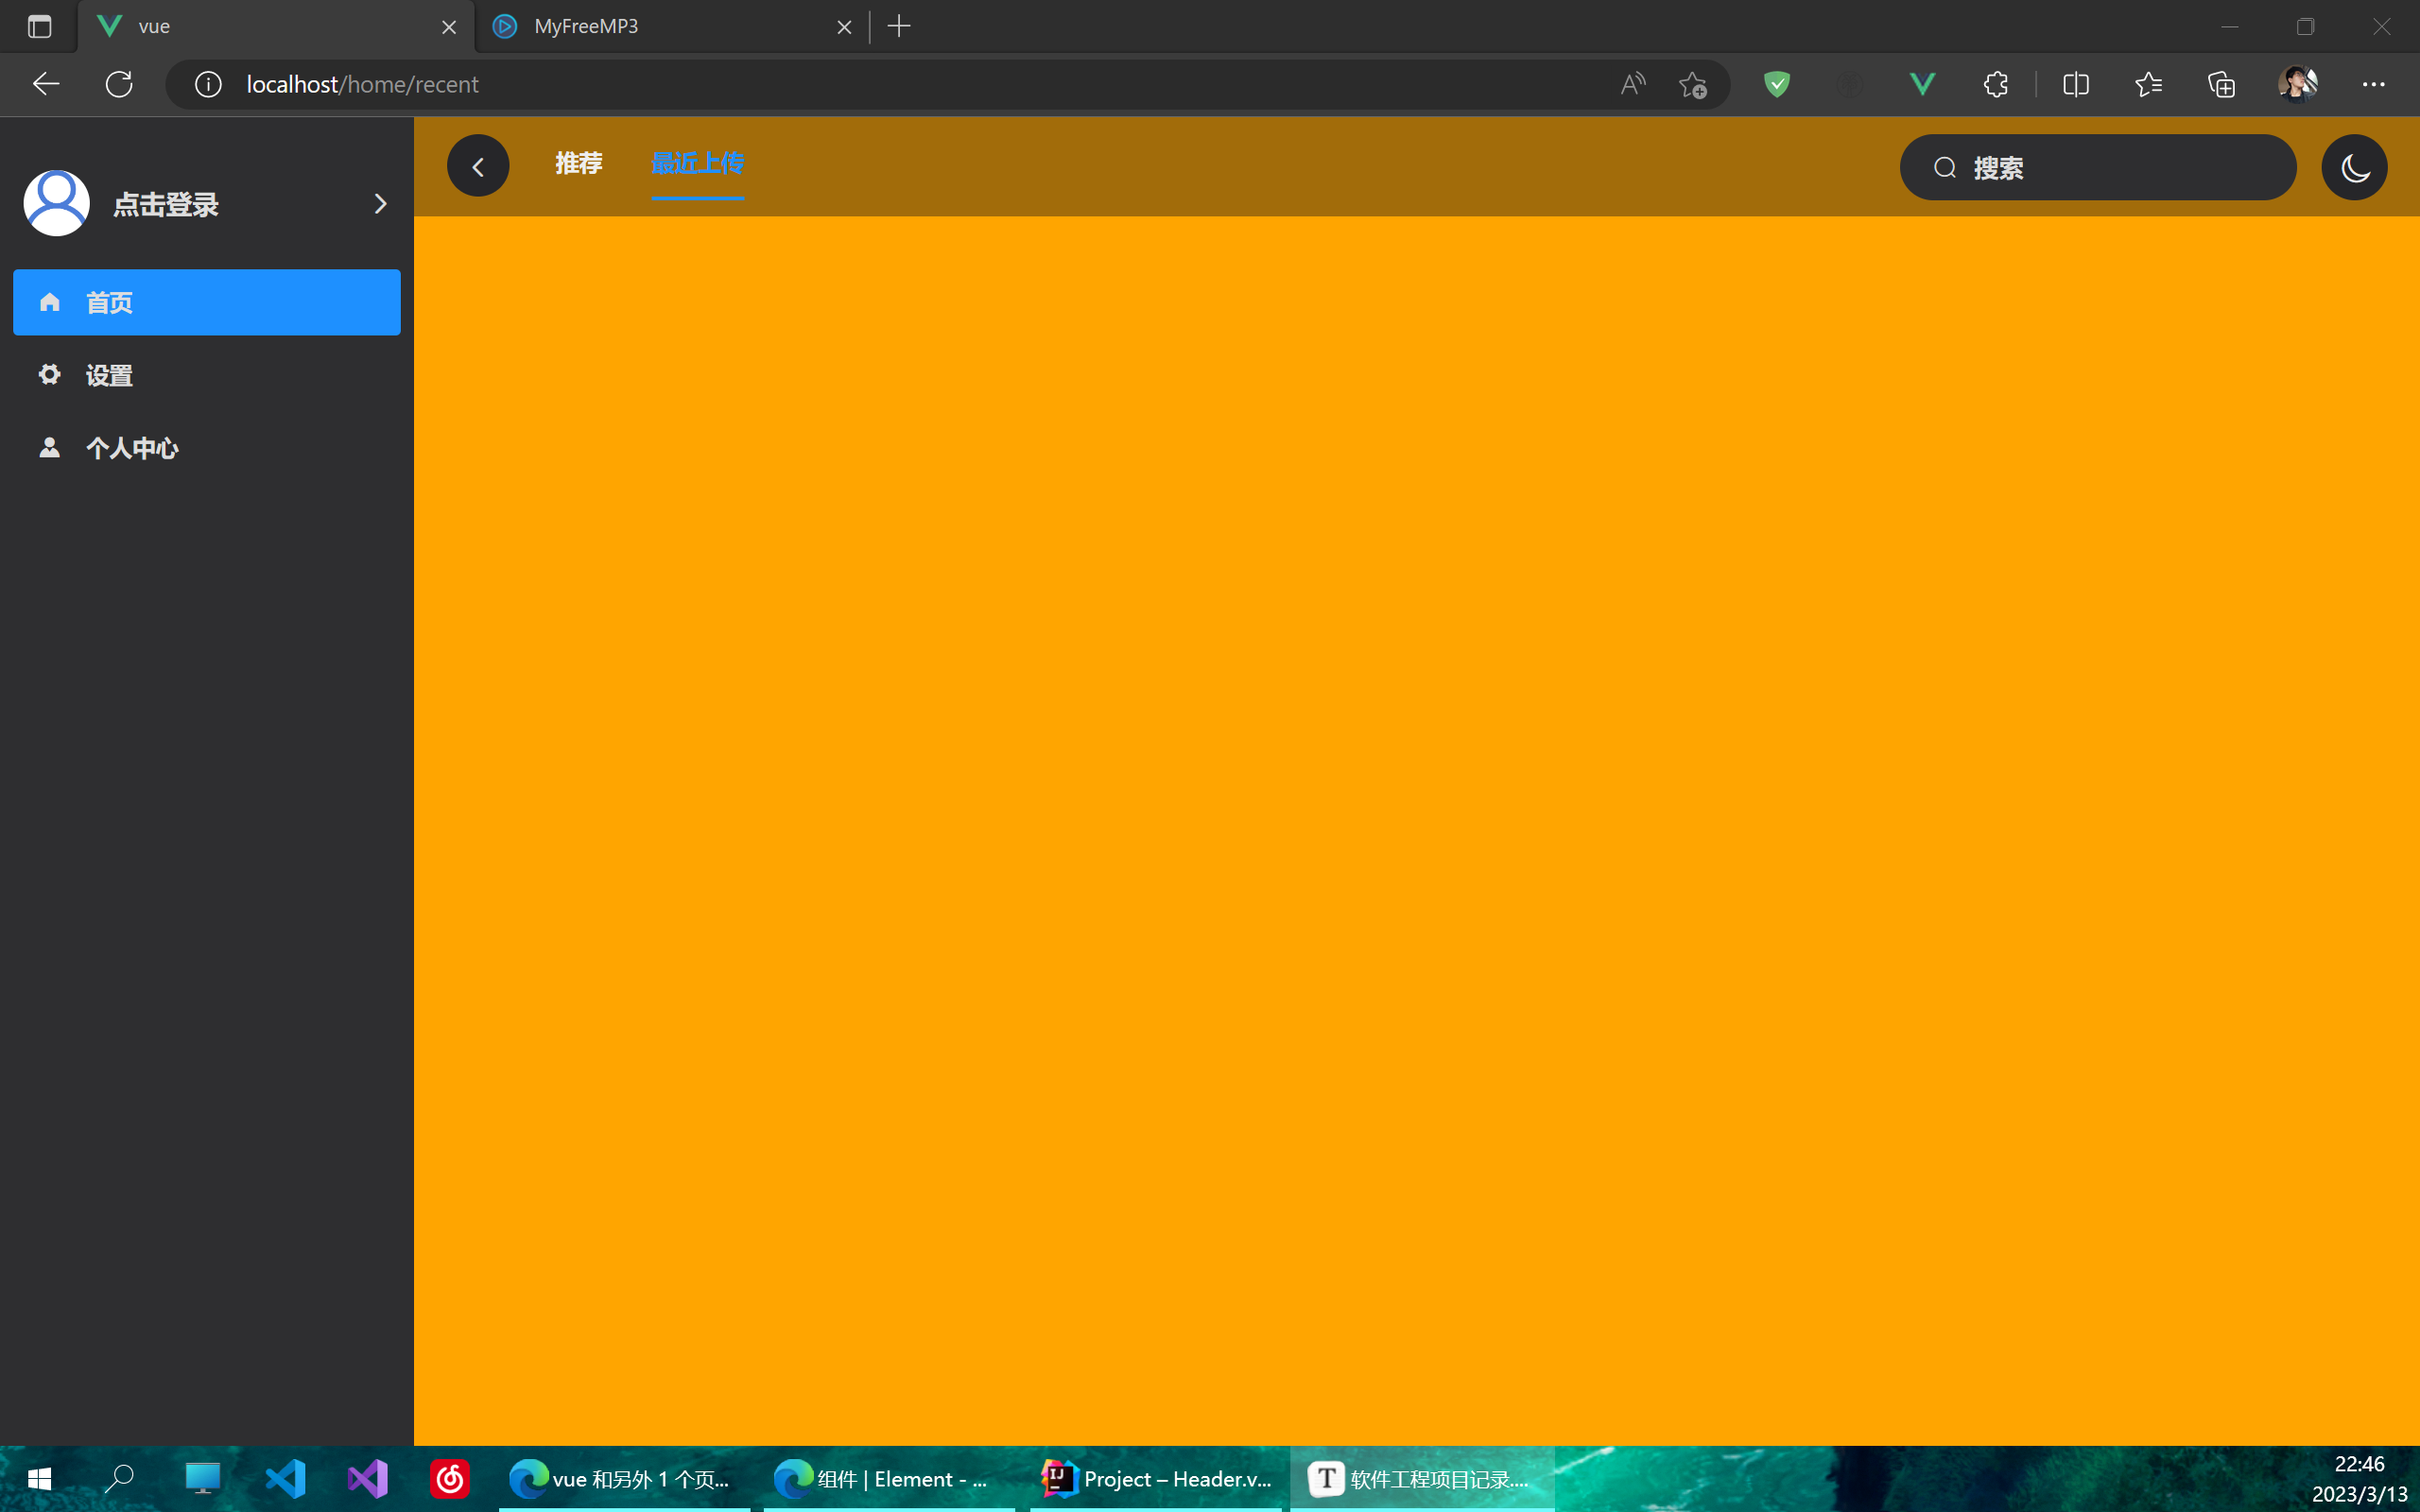 vue
MyFreeMP3
localhost/home/recent
点击登录
推荐
最近上传
搜索
首页
设置
个人中心
vue 和另外 1 个页...
组件 | Element - ...
Project – Header.v...
软件工程项目记录....
22:46
2023/3/13